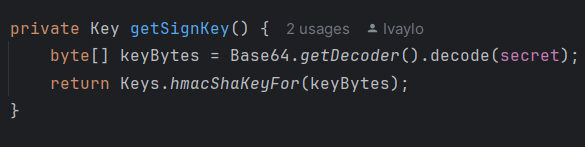 private Key getSignKey() { 2 usages Ivaylo
    byte[] keyBytes = Base64.getDecoder().decode(secret);
    return Keys.hmacShaKeyFor(keyBytes);
}